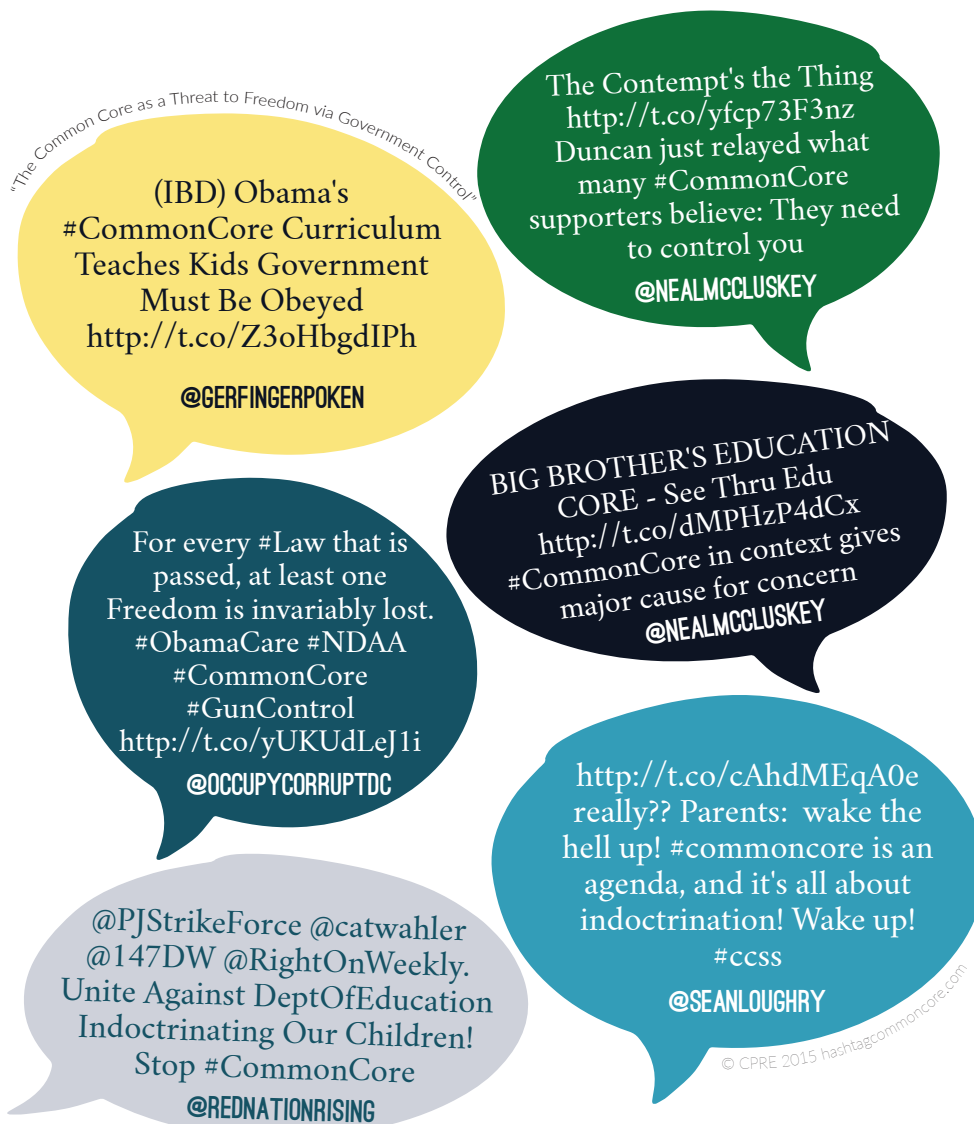 "The Common Core as a Threat to Freedom via Government Control"
(IBD) Obama's
#CommonCore Curriculum
Teaches Kids Government
Must Be Obeyed
http://t.co/Z3oHbgdIPh
@GERFINGERPOKEN
The Contempt's the Thing
http://t.co/yfcp73F3nz
Duncan just relayed what
many #CommonCore
supporters believe: They need
to control you
@NEALMCCLUSKEY
BIG BROTHER'S EDUCATION
CORE - See Thru Edu
http://t.co/dMPHzP4dCx
#CommonCore in context gives
major cause for concern
@NEALMCCLUSKEY
For every #Law that is
passed, at least one
Freedom is invariably lost.
#ObamaCare #NDAA
#CommonCore
#GunControl
http://t.co/yUKUdLeJ1i
@OCCUPYCORRUPTDC
http://t.co/cAhdMEqA0e
really?? Parents:  wake the
hell up! #commoncore is an
agenda, and it's all about
indoctrination! Wake up!
#ccss
@SEANLOUGHRY
@PJStrikeForce @catwahler
@147DW @RightOnWeekly.
Unite Against DeptOfEducation
Indoctrinating Our Children!
Stop #CommonCore
@REDNATIONRISING
© CPRE 2015 hashtagcommoncore.com